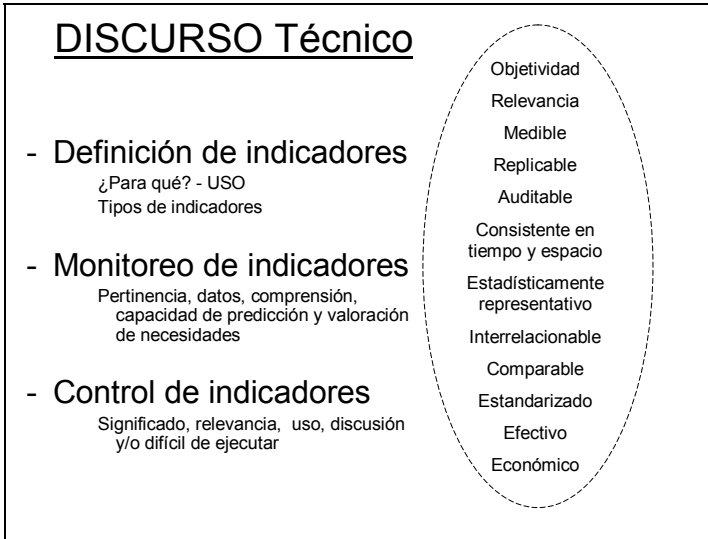 DISCURSO Técnico
- Definición de indicadores
¿Para qué? - USO
Tipos de indicadores
- Monitoreo de indicadores
Pertinencia, datos, comprensión,
capacidad de predicción y valoración
de necesidades
- Control de indicadores
Significado, relevancia, uso, discusión
y/o difícil de ejecutar
Objetividad
Relevancia
Medible
Replicable
Auditable
Consistente en
tiempo y espacio
Estadísticamente
representativo
Interrelacionable
Comparable
Estandarizado
Efectivo
Económico